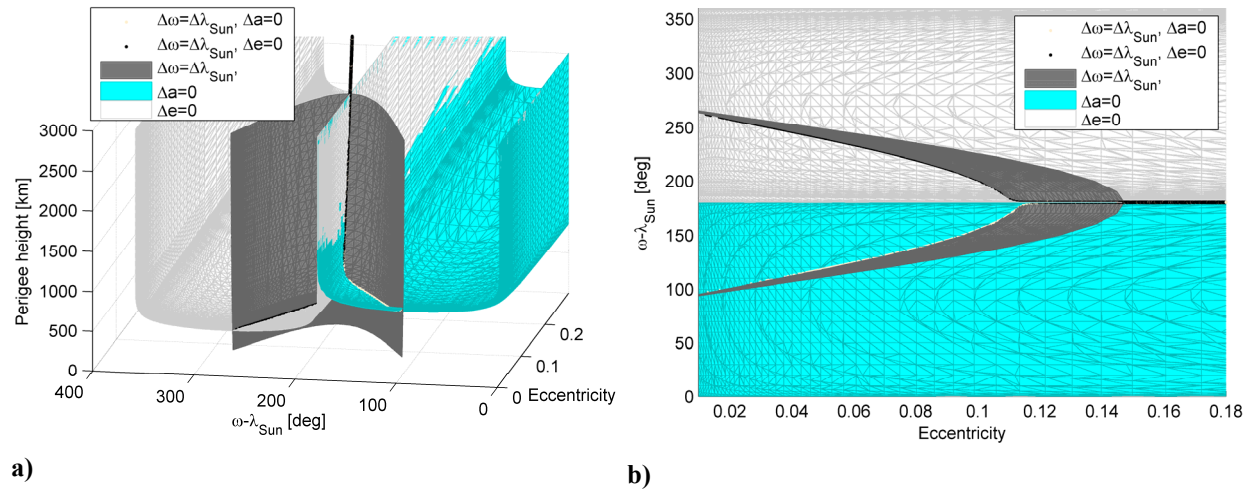 Δω=Δλ_Sun, Δa=0
Δω=Δλ_Sun, Δe=0
Δω=Δλ_Sun,
Δa=0
Δe=0
3000
2500
2000
1500
1000
500
0
Perigee height [km]
400
300
200
100
0
ω-λ_Sun [deg]
0
0.1
0.2
Eccentricity
a)
Δω=Δλ_Sun, Δa=0
Δω=Δλ_Sun, Δe=0
Δω=Δλ_Sun,
Δa=0
Δe=0
350
300
250
200
150
100
50
0
ω-λ_Sun [deg]
0.02 0.04 0.06 0.08 0.1 0.12 0.14 0.16 0.18
Eccentricity
b)